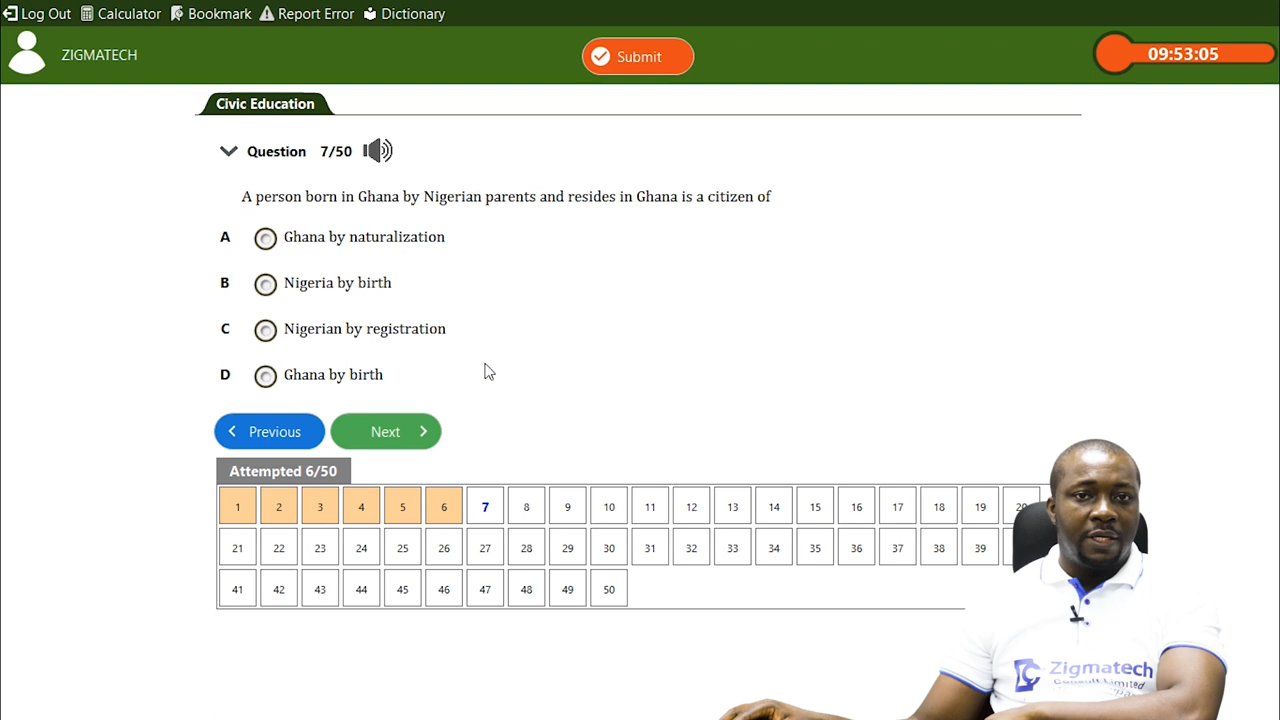 Log Out Calculator Bookmark Report Error Dictionary
ZIGMATECH
Submit
09:53:05
Civic Education
Question 7/50
A person born in Ghana by Nigerian parents and resides in Ghana is a citizen of
A Ghana by naturalization
B Nigeria by birth
C Nigerian by registration
D Ghana by birth
Previous Next
Attempted 6/50
1 2 3 4 5 6 7 8 9 10 11 12 13 14 15 16 17 18 19 20
21 22 23 24 25 26 27 28 29 30 31 32 33 34 35 36 37 38 39
41 42 43 44 45 46 47 48 49 50
Zigmatech
Consult Limited